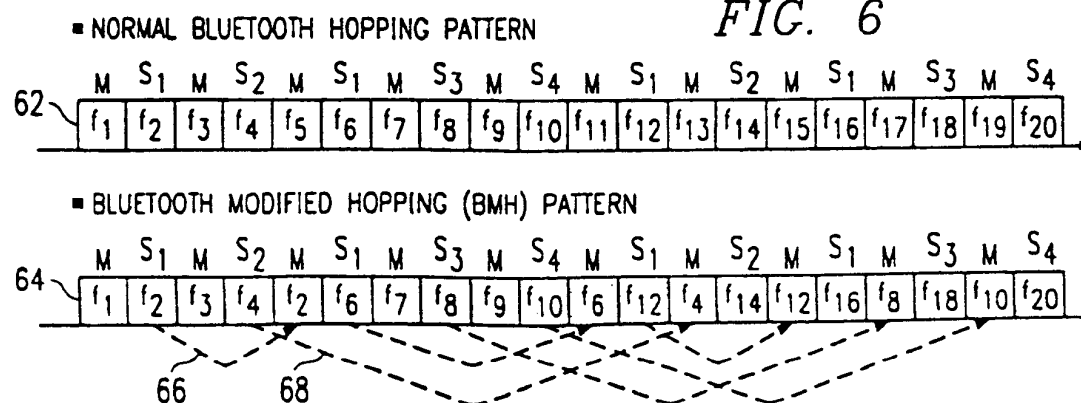 FIG. 6
▪ NORMAL BLUETOOTH HOPPING PATTERN
M S1 M S2 M S1 M S3 M S4 M S1 M S2 M S1 M S3 M S4
62 f1 f2 f3 f4 f5 f6 f7 f8 f9 f10 f11 f12 f13 f14 f15 f16 f17 f18 f19 f20
▪ BLUETOOTH MODIFIED HOPPING (BMH) PATTERN
M S1 M S2 M S1 M S3 M S4 M S1 M S2 M S1 M S3 M S4
64 f1 f2 f3 f4 f2 f6 f7 f8 f9 f10 f6 f12 f4 f14 f12 f16 f8 f18 f10 f20
66 68